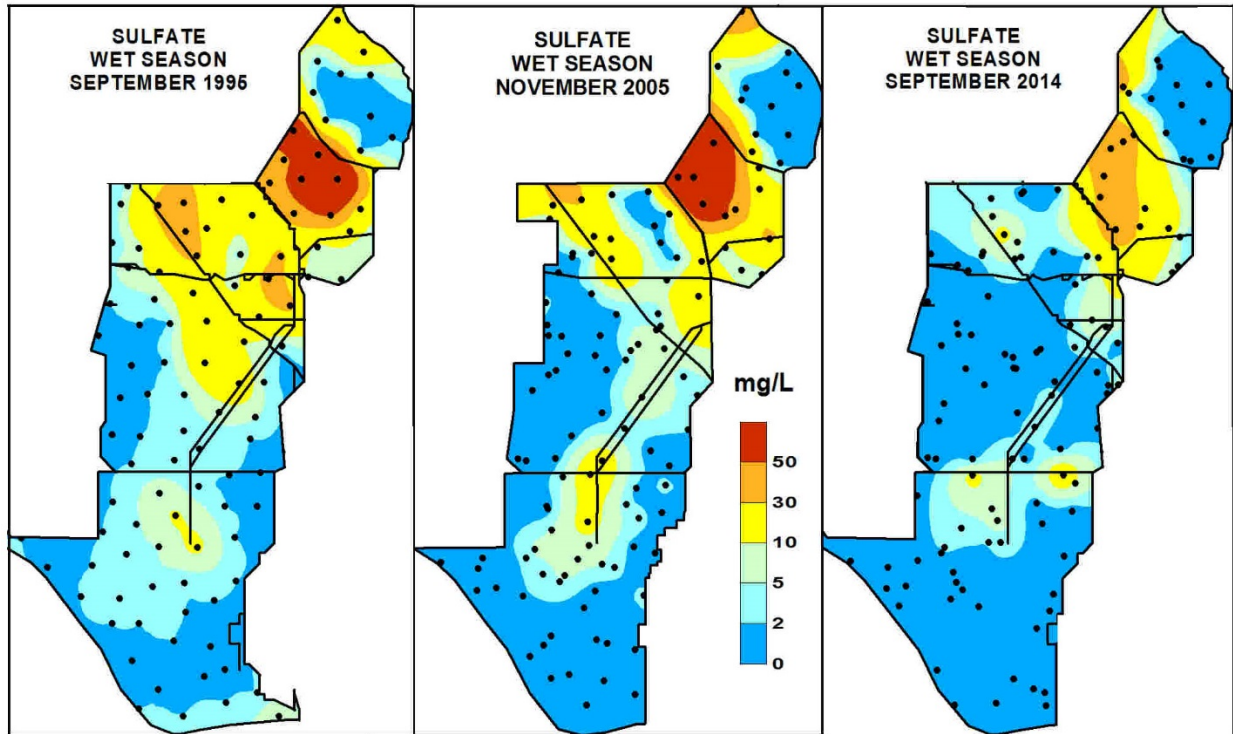 SULFATE
WET SEASON
SEPTEMBER 1995
SULFATE
WET SEASON
NOVEMBER 2005
SULFATE
WET SEASON
SEPTEMBER 2014
mg/L
50
30
10
5
2
0